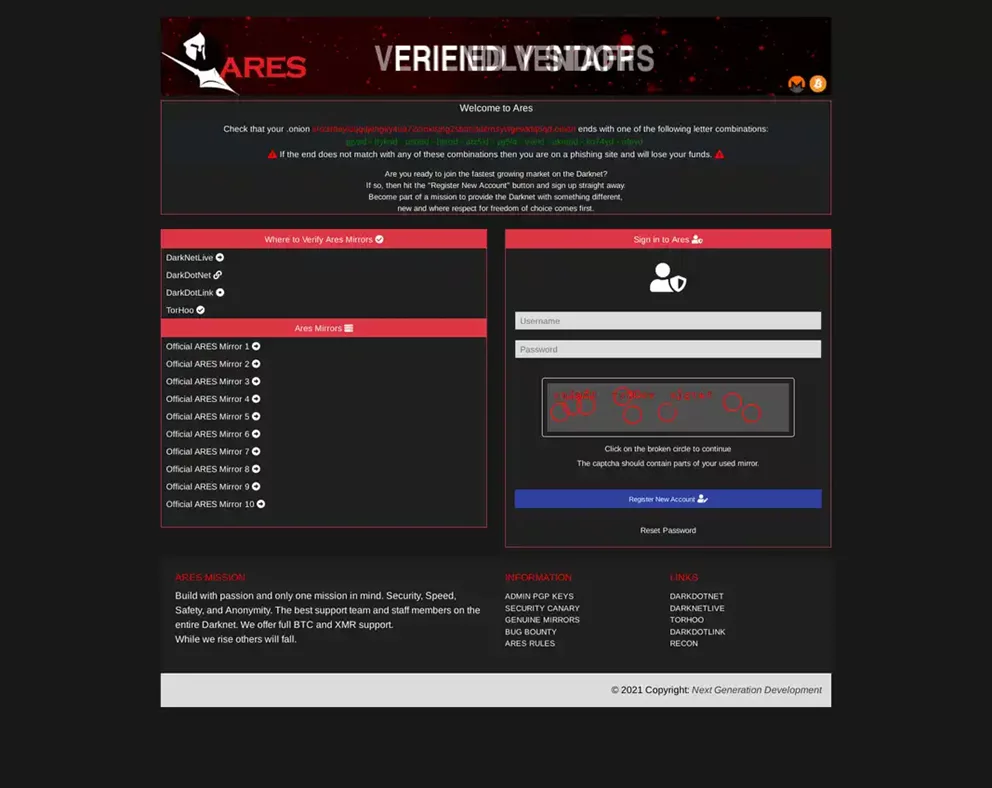 ARES
Welcome to Ares
Check that your .onion ends with one of the following letter combinations:
If the end does not match with any of these combinations then you are on a phishing site and will lose your funds.
Are you ready to join the fastest growing market on the Darknet?
If so, then hit the "Register New Account" button and sign up straight away.
Become part of a mission to provide the Darknet with something different,
new and where respect for freedom of choice comes first.
Where to Verify Ares Mirrors
DarkNetLive
DarkDotNet
DarkDotLink
TorHoo
Ares Mirrors
Official ARES Mirror 1
Official ARES Mirror 2
Official ARES Mirror 3
Official ARES Mirror 4
Official ARES Mirror 5
Official ARES Mirror 6
Official ARES Mirror 7
Official ARES Mirror 8
Official ARES Mirror 9
Official ARES Mirror 10
Sign in to Ares
Username
Password
Click on the broken circle to continue
The captcha should contain parts of your used mirror.
Register New Account
Reset Password
ARES MISSION
Build with passion and only one mission in mind. Security, Speed,
Safety, and Anonymity. The best support team and staff members on the
entire Darknet. We offer full BTC and XMR support.
While we rise others will fall.
INFORMATION
ADMIN PGP KEYS
SECURITY CANARY
GENUINE MIRRORS
BUG BOUNTY
ARES RULES
LINKS
DARKDOTNET
DARKNETLIVE
TORHOO
DARKDOTLINK
RECON
© 2021 Copyright: Next Generation Development